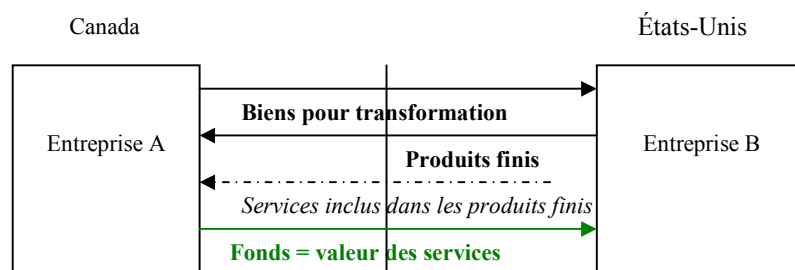 Canada
États-Unis
Entreprise A
Entreprise B
Biens pour transformation
Produits finis
Services inclus dans les produits finis
Fonds = valeur des services